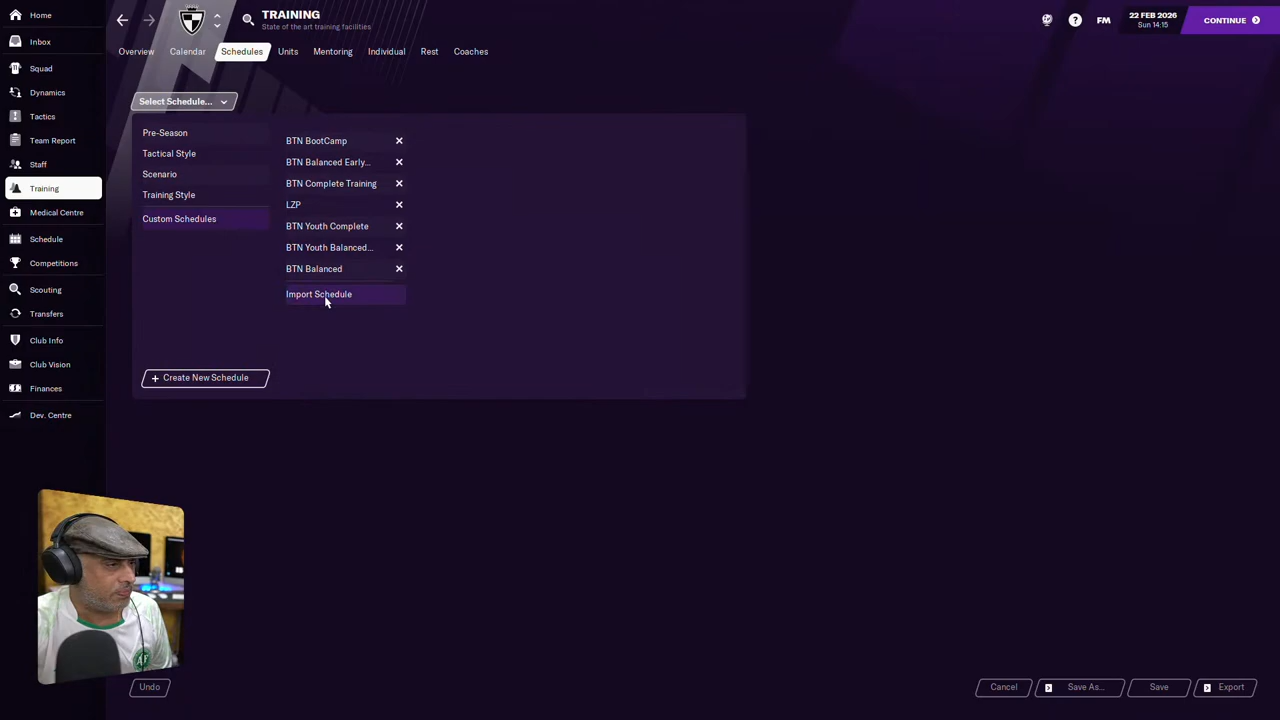 Home
Inbox
Squad
Dynamics
Tactics
Team Report
Staff
Training
Medical Centre
Schedule
Competitions
Scouting
Transfers
Club Info
Club Vision
Finances
Dev. Centre
TRAINING
State of the art training facilities
FM
22 FEB 2026
Sun 14:15
CONTINUE
Overview
Calendar
Schedules
Units
Mentoring
Individual
Rest
Coaches
Select Schedule...
Pre-Season
Tactical Style
Scenario
Training Style
Custom Schedules
BTN BootCamp
BTN Balanced Early...
BTN Complete Training
LZP
BTN Youth Complete
BTN Youth Balanced...
BTN Balanced
Import Schedule
+ Create New Schedule
Undo
Cancel
Save As...
Save
Export